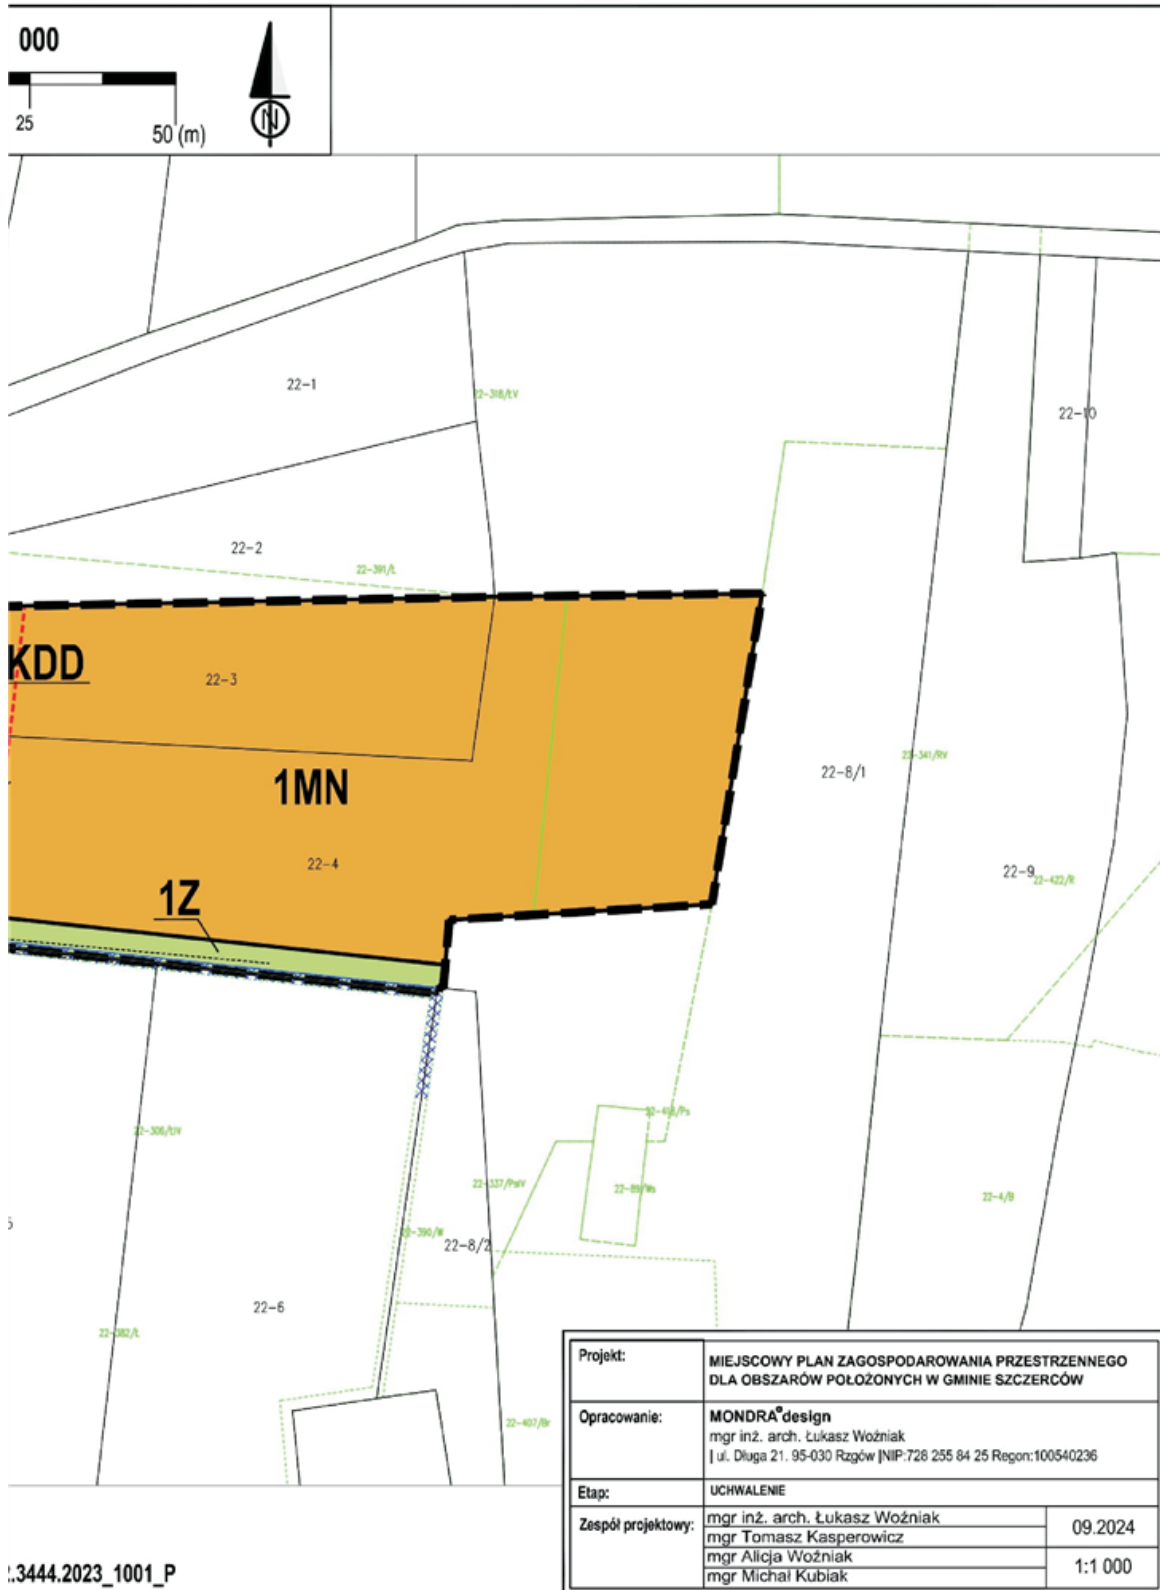 000
25
50 (m)
N
22-1
22-318/ŁV
22-10
22-2
22-391/Ł
KDD
22-3
22-8/1
22-341/RV
1MN
22-4
22-9
22-422/R
1Z
22-306/ŁIV
22-337/PsIV
22-89/Ws
22-4/B
22-390/W
22-8/2
22-6
22-382/Ł
22-407/Br
Projekt:
MIEJSCOWY PLAN ZAGOSPODAROWANIA PRZESTRZENNEGO
DLA OBSZARÓW POŁOŻONYCH W GMINIE SZCZERCÓW
Opracowanie:
MONDRA design
mgr inż. arch. Łukasz Woźniak
| ul. Długa 21. 95-030 Rzgów |NIP:728 255 84 25 Regon:100540236
Etap:
UCHWALENIE
Zespół projektowy:
mgr inż. arch. Łukasz Woźniak
mgr Tomasz Kasperowicz
mgr Alicja Woźniak
mgr Michał Kubiak
09.2024
1:1 000
.3444.2023_1001_P